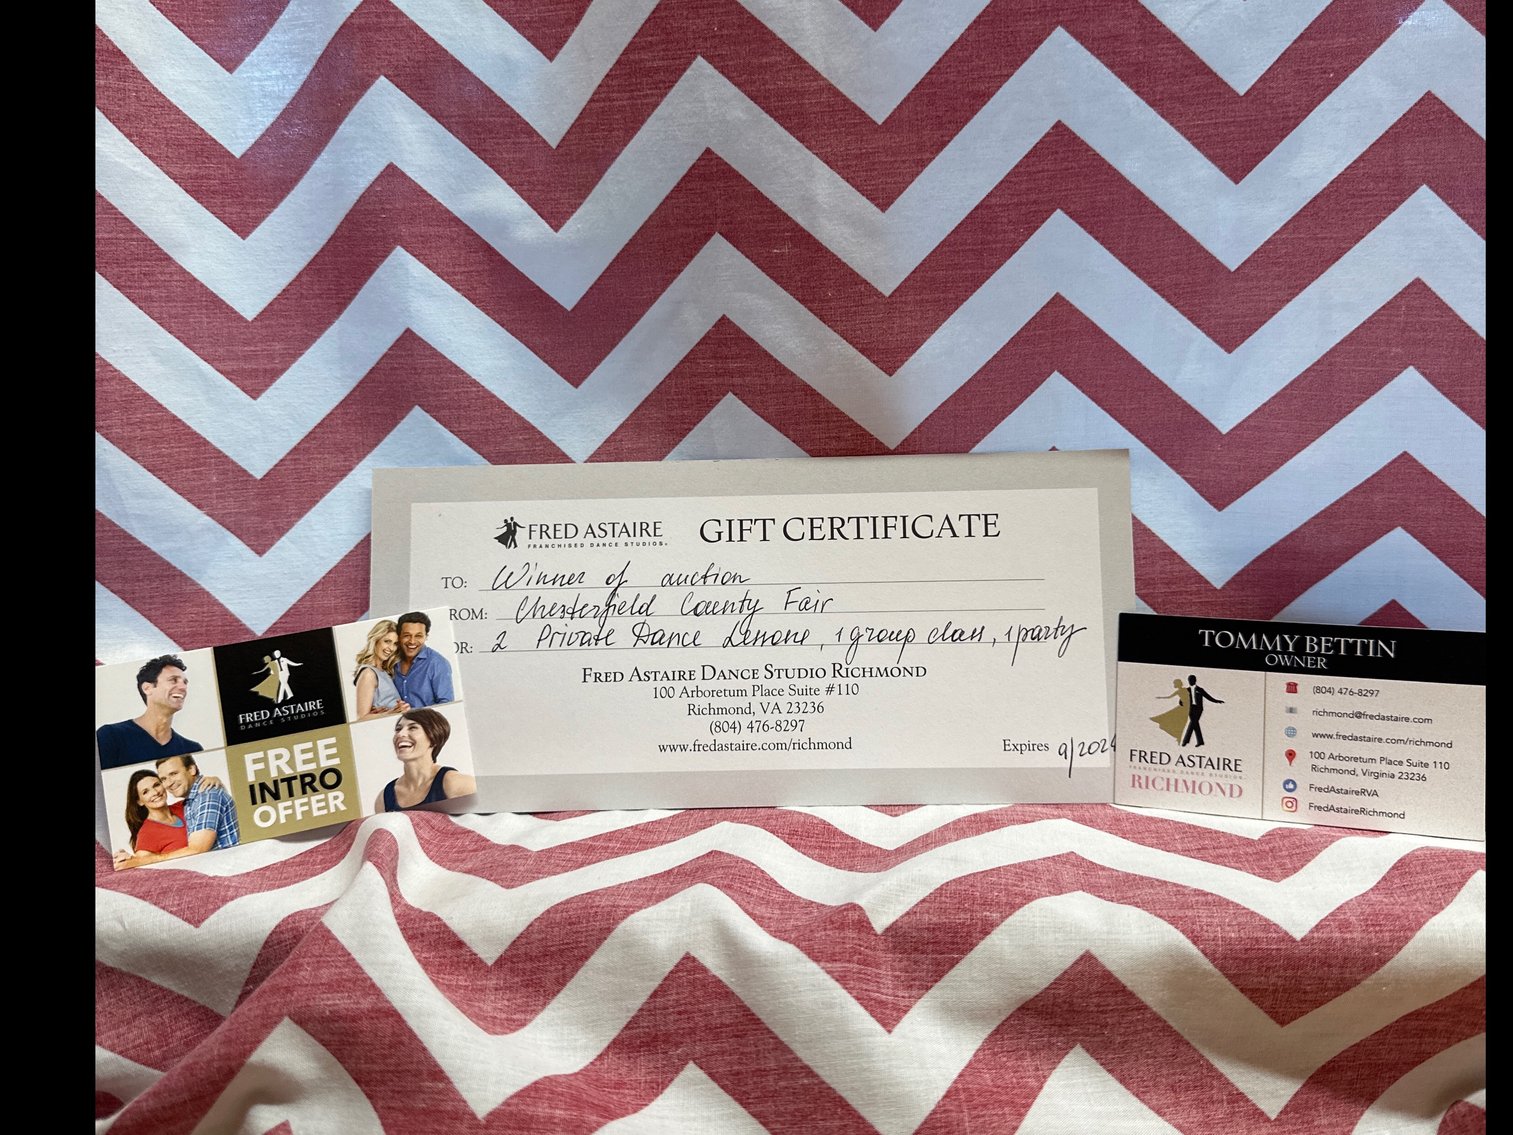 FRED ASTAIRE
FRANCHISED DANCE STUDIOS
GIFT CERTIFICATE
TO: Winner of auction
ROM: Chesterfield County Fair
OR: 2 Private Dance Lessons, 1 group class, 1 party
FRED ASTAIRE DANCE STUDIO RICHMOND
100 Arboretum Place Suite #110
Richmond, VA 23236
(804) 476-8297
www.fredastaire.com/richmond
Expires 9/2024
FRED ASTAIRE
DANCE STUDIOS
FREE
INTRO
OFFER
TOMMY BETTIN
OWNER
FRED ASTAIRE
FRANCHISED DANCE STUDIOS
RICHMOND
(804) 476-8297
richmond@fredastaire.com
www.fredastaire.com/richmond
100 Arboretum Place Suite 110
Richmond, Virginia 23236
FredAstaireRVA
FredAstaireRichmond